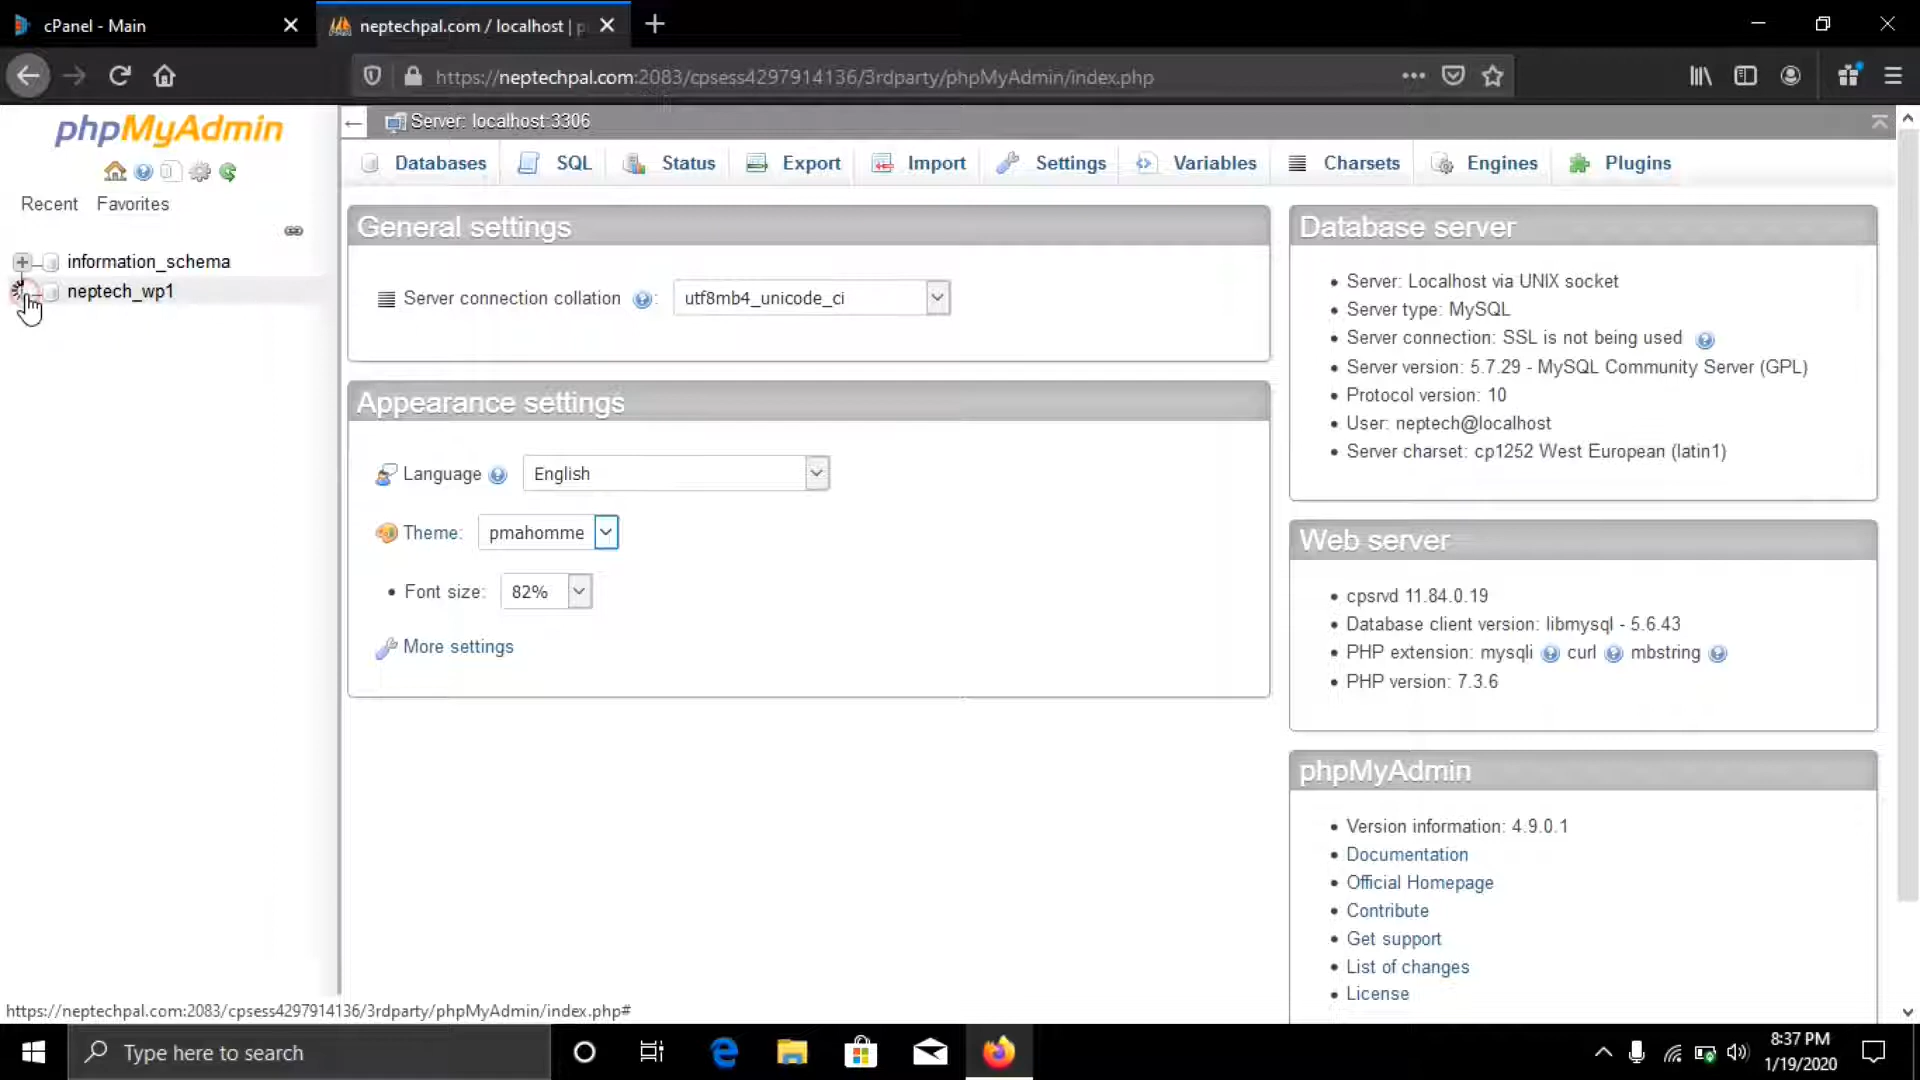 cPanel - Main
neptechpal.com / localhost | p
https://neptechpal.com:2083/cpsess4297914136/3rdparty/phpMyAdmin/index.php
phpMyAdmin
Recent Favorites
information_schema
neptech_wp1
Server: localhost:3306
Databases SQL Status Export Import Settings Variables Charsets Engines Plugins
General settings
Server connection collation : utf8mb4_unicode_ci
Appearance settings
Language English
Theme: pmahomme
Font size: 82%
More settings
Database server
Server: Localhost via UNIX socket
Server type: MySQL
Server connection: SSL is not being used
Server version: 5.7.29 - MySQL Community Server (GPL)
Protocol version: 10
User: neptech@localhost
Server charset: cp1252 West European (latin1)
Web server
cpsrvd 11.84.0.19
Database client version: libmysql - 5.6.43
PHP extension: mysqli curl mbstring
PHP version: 7.3.6
phpMyAdmin
Version information: 4.9.0.1
Documentation
Official Homepage
Contribute
Get support
List of changes
License
https://neptechpal.com:2083/cpsess4297914136/3rdparty/phpMyAdmin/index.php#
Type here to search
8:37 PM
1/19/2020